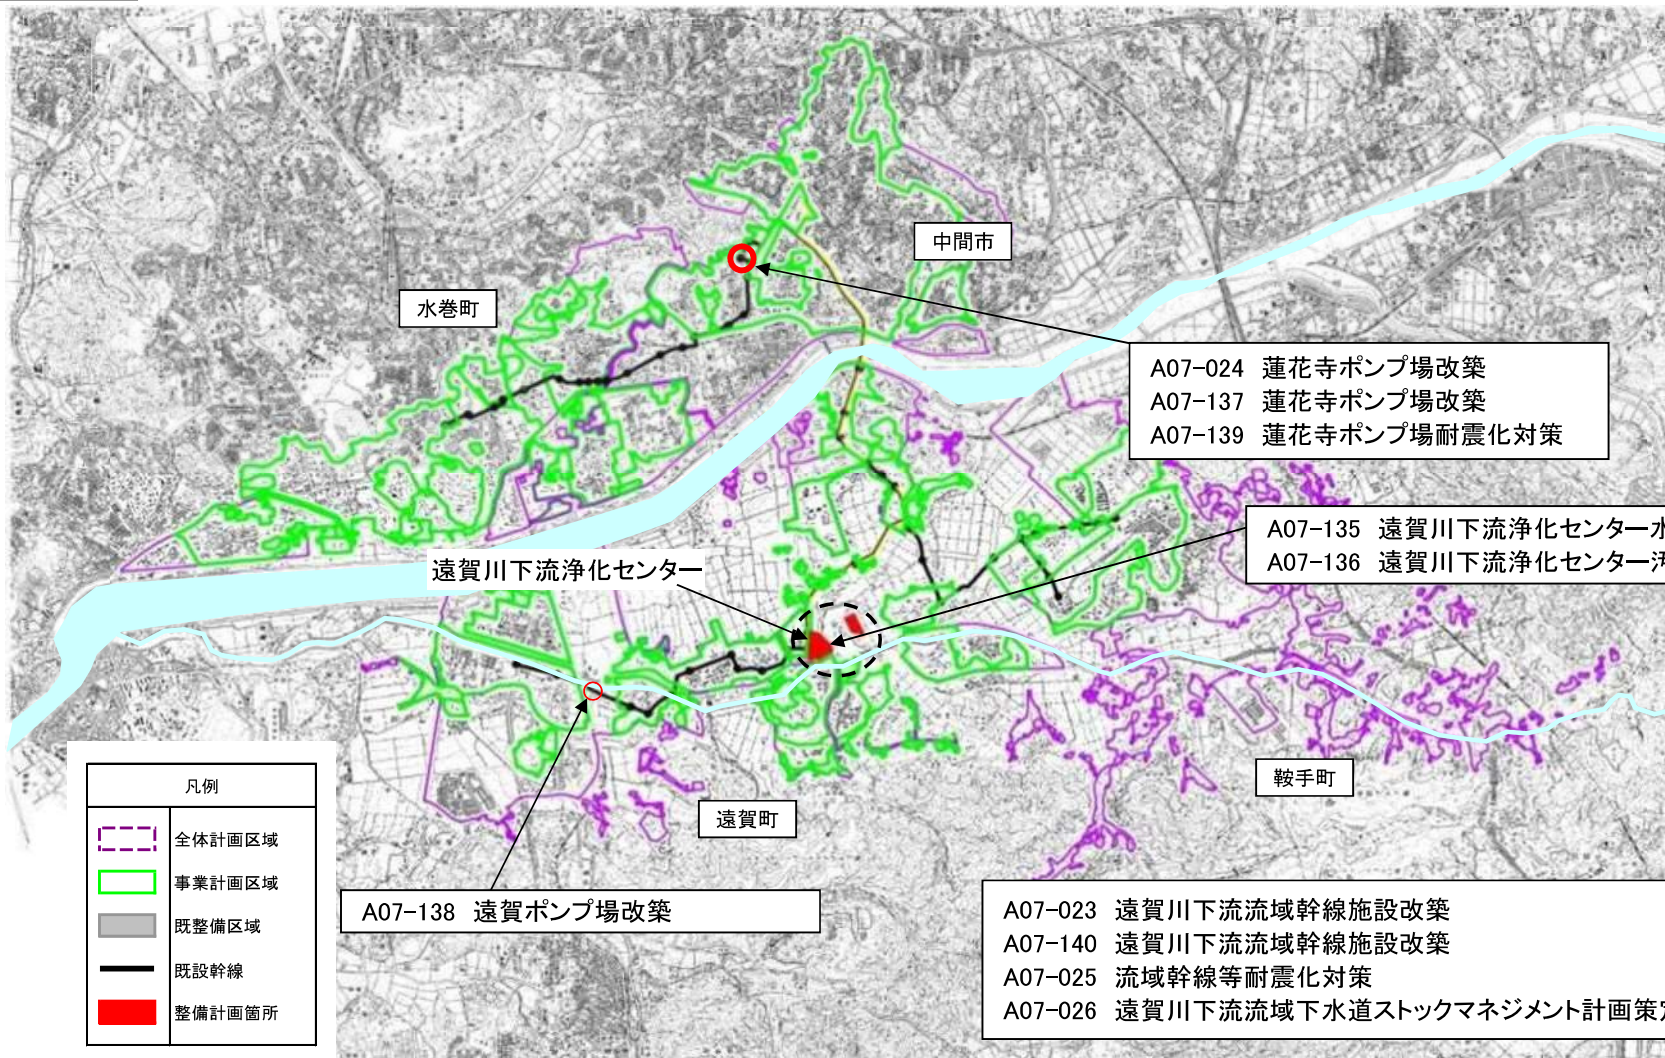 中間市
水巻町
A07-024 蓮花寺ポンプ場改築
A07-137 蓮花寺ポンプ場改築
A07-139 蓮花寺ポンプ場耐震化対策
A07-135 遠賀川下流浄化センター水
A07-136 遠賀川下流浄化センター汚
遠賀川下流浄化センター
鞍手町
遠賀町
凡例
全体計画区域
事業計画区域
既整備区域
既設幹線
整備計画箇所
A07-138 遠賀ポンプ場改築
A07-023 遠賀川下流流域幹線施設改築
A07-140 遠賀川下流流域幹線施設改築
A07-025 流域幹線等耐震化対策
A07-026 遠賀川下流流域下水道ストックマネジメント計画策定